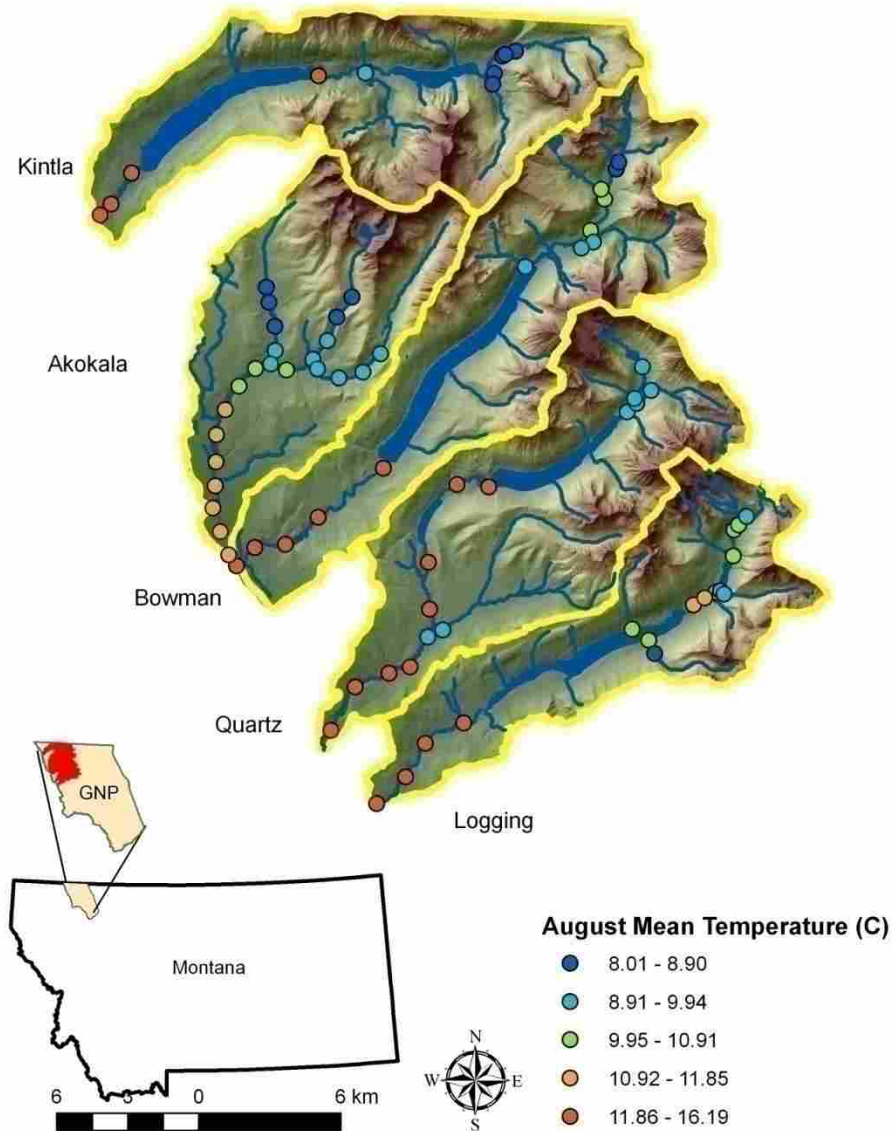 Kintla
Akokala
Bowman
Quartz
Logging
GNP
Montana
August Mean Temperature (C)
8.01 - 8.90
8.91 - 9.94
9.95 - 10.91
10.92 - 11.85
11.86 - 16.19
N
W E
S
6 3 0 6 km